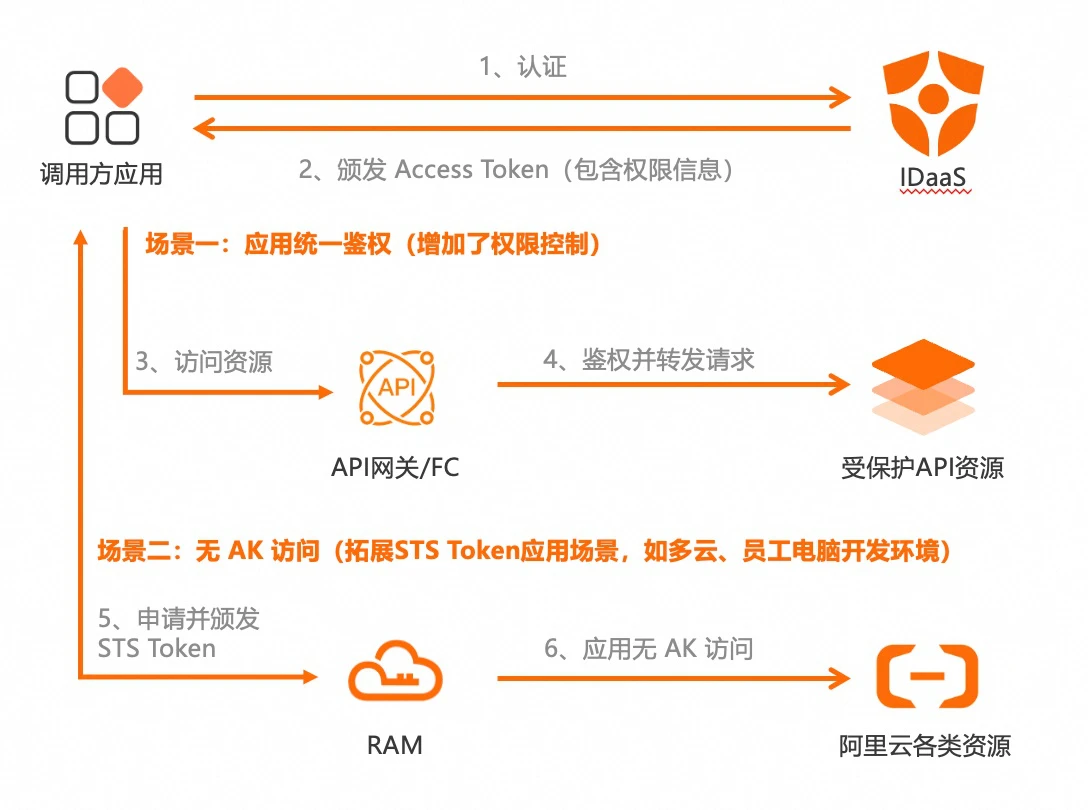 1、认证
调用方应用
2、颁发 Access Token（包含权限信息）
IDaaS
场景一：应用统一鉴权（增加了权限控制）
3、访问资源
API
4、鉴权并转发请求
API网关/FC
受保护API资源
场景二：无 AK 访问（拓展STS Token应用场景，如多云、员工电脑开发环境）
5、申请并颁发
STS Token
6、应用无 AK 访问
RAM
阿里云各类资源